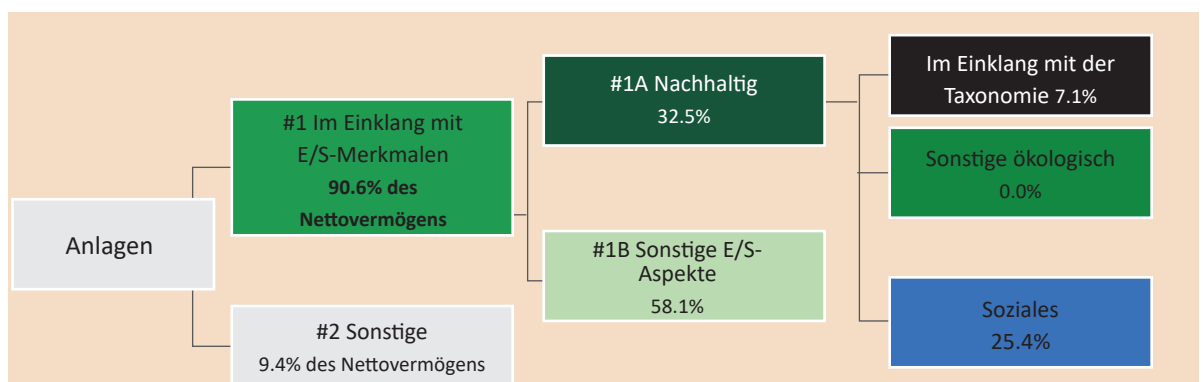 Anlagen
#1 Im Einklang mit
E/S-Merkmalen
90.6% des
Nettovermögens
#2 Sonstige
9.4% des Nettovermögens
#1A Nachhaltig
32.5%
#1B Sonstige E/S-
Aspekte
58.1%
Im Einklang mit der
Taxonomie 7.1%
Sonstige ökologisch
0.0%
Soziales
25.4%